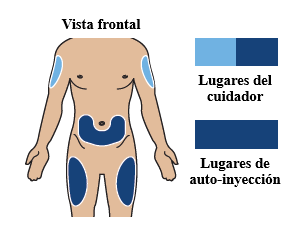 Vista frontal
Lugares del
cuidador
Lugares de
auto-inyección